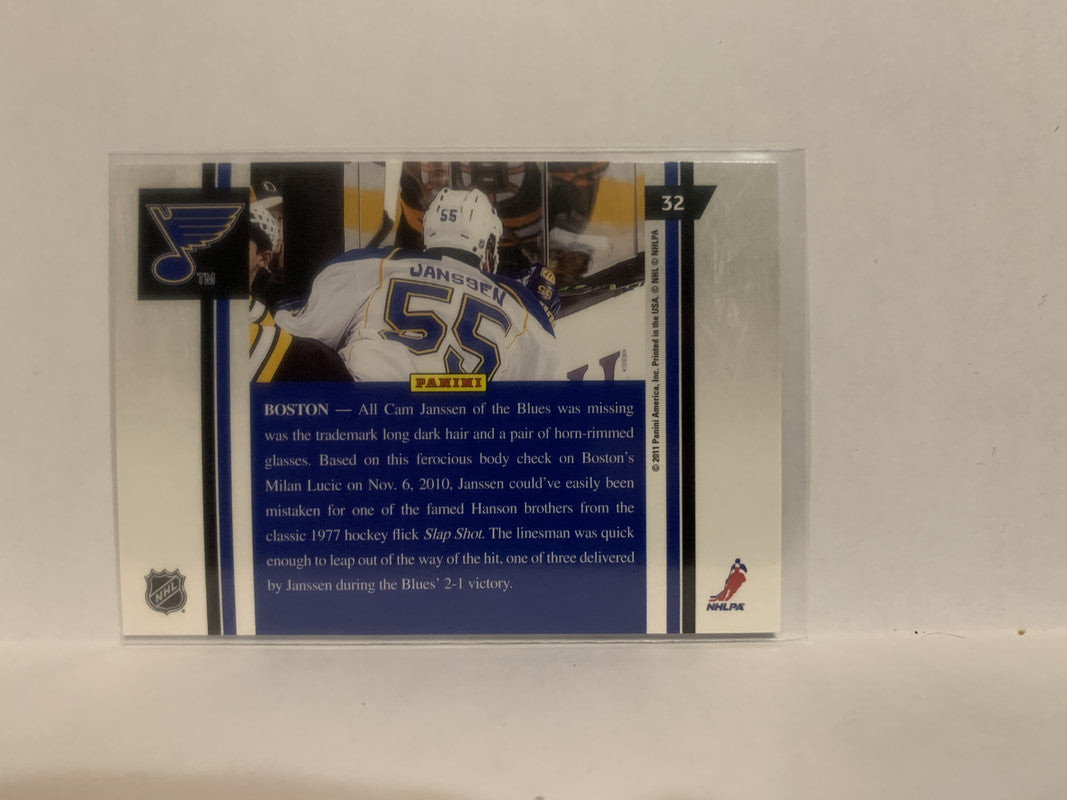 TM
55
JANSSEN
55
32
PANINI
BOSTON — All Cam Janssen of the Blues was missing
was the trademark long dark hair and a pair of horn-rimmed
glasses. Based on this ferocious body check on Boston's
Milan Lucic on Nov. 6, 2010, Janssen could've easily been
mistaken for one of the famed Hanson brothers from the
classic 1977 hockey flick Slap Shot. The linesman was quick
enough to leap out of the way of the hit, one of three delivered
by Janssen during the Blues' 2-1 victory.
© 2011 Panini America, Inc. Printed in the USA. © NHL © NHLPA
NHL
NHLPA